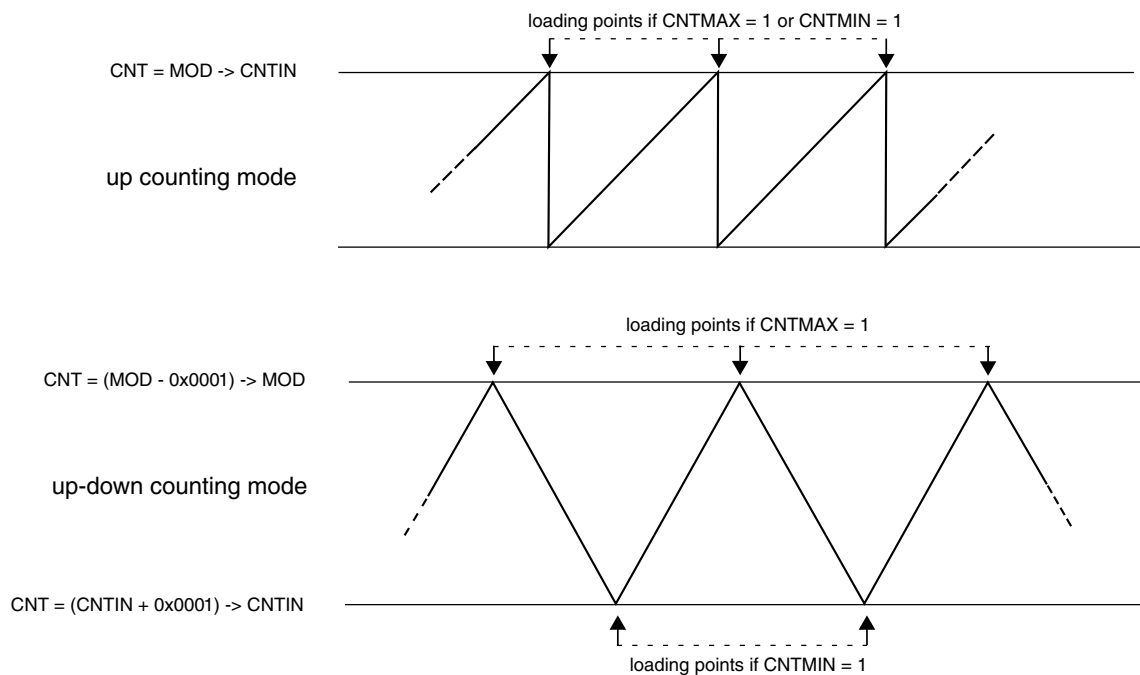 loading points if CNTMAX = 1 or CNTMIN = 1
CNT = MOD -> CNTIN
up counting mode
loading points if CNTMAX = 1
CNT = (MOD - 0x0001) -> MOD
up-down counting mode
CNT = (CNTIN + 0x0001) -> CNTIN
loading points if CNTMIN = 1